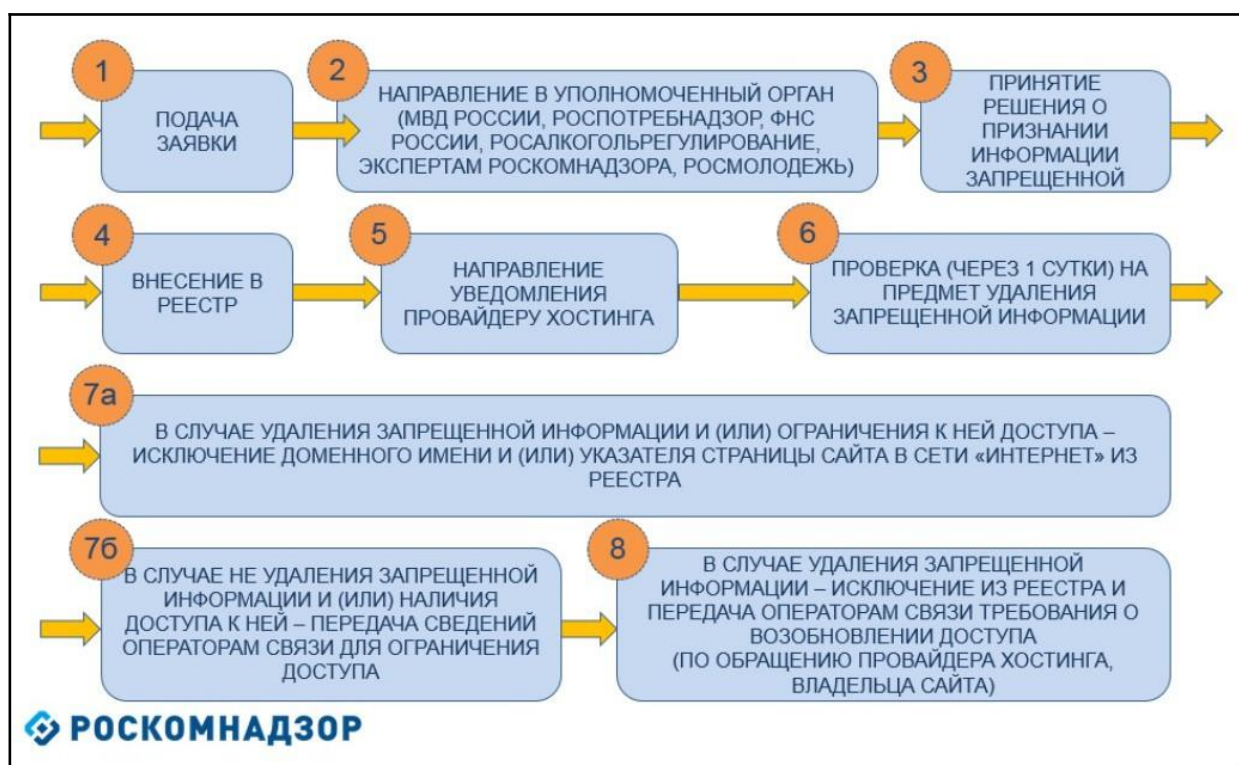 1
ПОДАЧА
ЗАЯВКИ
2
НАПРАВЛЕНИЕ В УПОЛНОМОЧЕННЫЙ ОРГАН
(МВД РОССИИ, РОСПОТРЕБНАДЗОР, ФНС
РОССИИ, РОСАЛКОГОЛЬРЕГУЛИРОВАНИЕ,
ЭКСПЕРТАМ РОСКОМНАДЗОРА, РОСМОЛОДЕЖЬ)
3
ПРИНЯТИЕ
РЕШЕНИЯ О
ПРИЗНАНИИ
ИНФОРМАЦИИ
ЗАПРЕЩЕННОЙ
4
ВНЕСЕНИЕ В
РЕЕСТР
5
НАПРАВЛЕНИЕ
УВЕДОМЛЕНИЯ
ПРОВАЙДЕРУ ХОСТИНГА
6
ПРОВЕРКА (ЧЕРЕЗ 1 СУТКИ) НА
ПРЕДМЕТ УДАЛЕНИЯ
ЗАПРЕЩЕННОЙ ИНФОРМАЦИИ
7а
В СЛУЧАЕ УДАЛЕНИЯ ЗАПРЕЩЕННОЙ ИНФОРМАЦИИ И (ИЛИ) ОГРАНИЧЕНИЯ К НЕЙ ДОСТУПА –
ИСКЛЮЧЕНИЕ ДОМЕННОГО ИМЕНИ И (ИЛИ) УКАЗАТЕЛЯ СТРАНИЦЫ САЙТА В СЕТИ «ИНТЕРНЕТ» ИЗ
РЕЕСТРА
7б
В СЛУЧАЕ НЕ УДАЛЕНИЯ ЗАПРЕЩЕННОЙ
ИНФОРМАЦИИ И (ИЛИ) НАЛИЧИЯ
ДОСТУПА К НЕЙ – ПЕРЕДАЧА СВЕДЕНИЙ
ОПЕРАТОРАМ СВЯЗИ ДЛЯ ОГРАНИЧЕНИЯ
ДОСТУПА
8
В СЛУЧАЕ УДАЛЕНИЯ ЗАПРЕЩЕННОЙ
ИНФОРМАЦИИ – ИСКЛЮЧЕНИЕ ИЗ РЕЕСТРА И
ПЕРЕДАЧА ОПЕРАТОРАМ СВЯЗИ ТРЕБОВАНИЯ О
ВОЗОБНОВЛЕНИИ ДОСТУПА
(ПО ОБРАЩЕНИЮ ПРОВАЙДЕРА ХОСТИНГА,
ВЛАДЕЛЬЦА САЙТА)
РОСКОМНАДЗОР